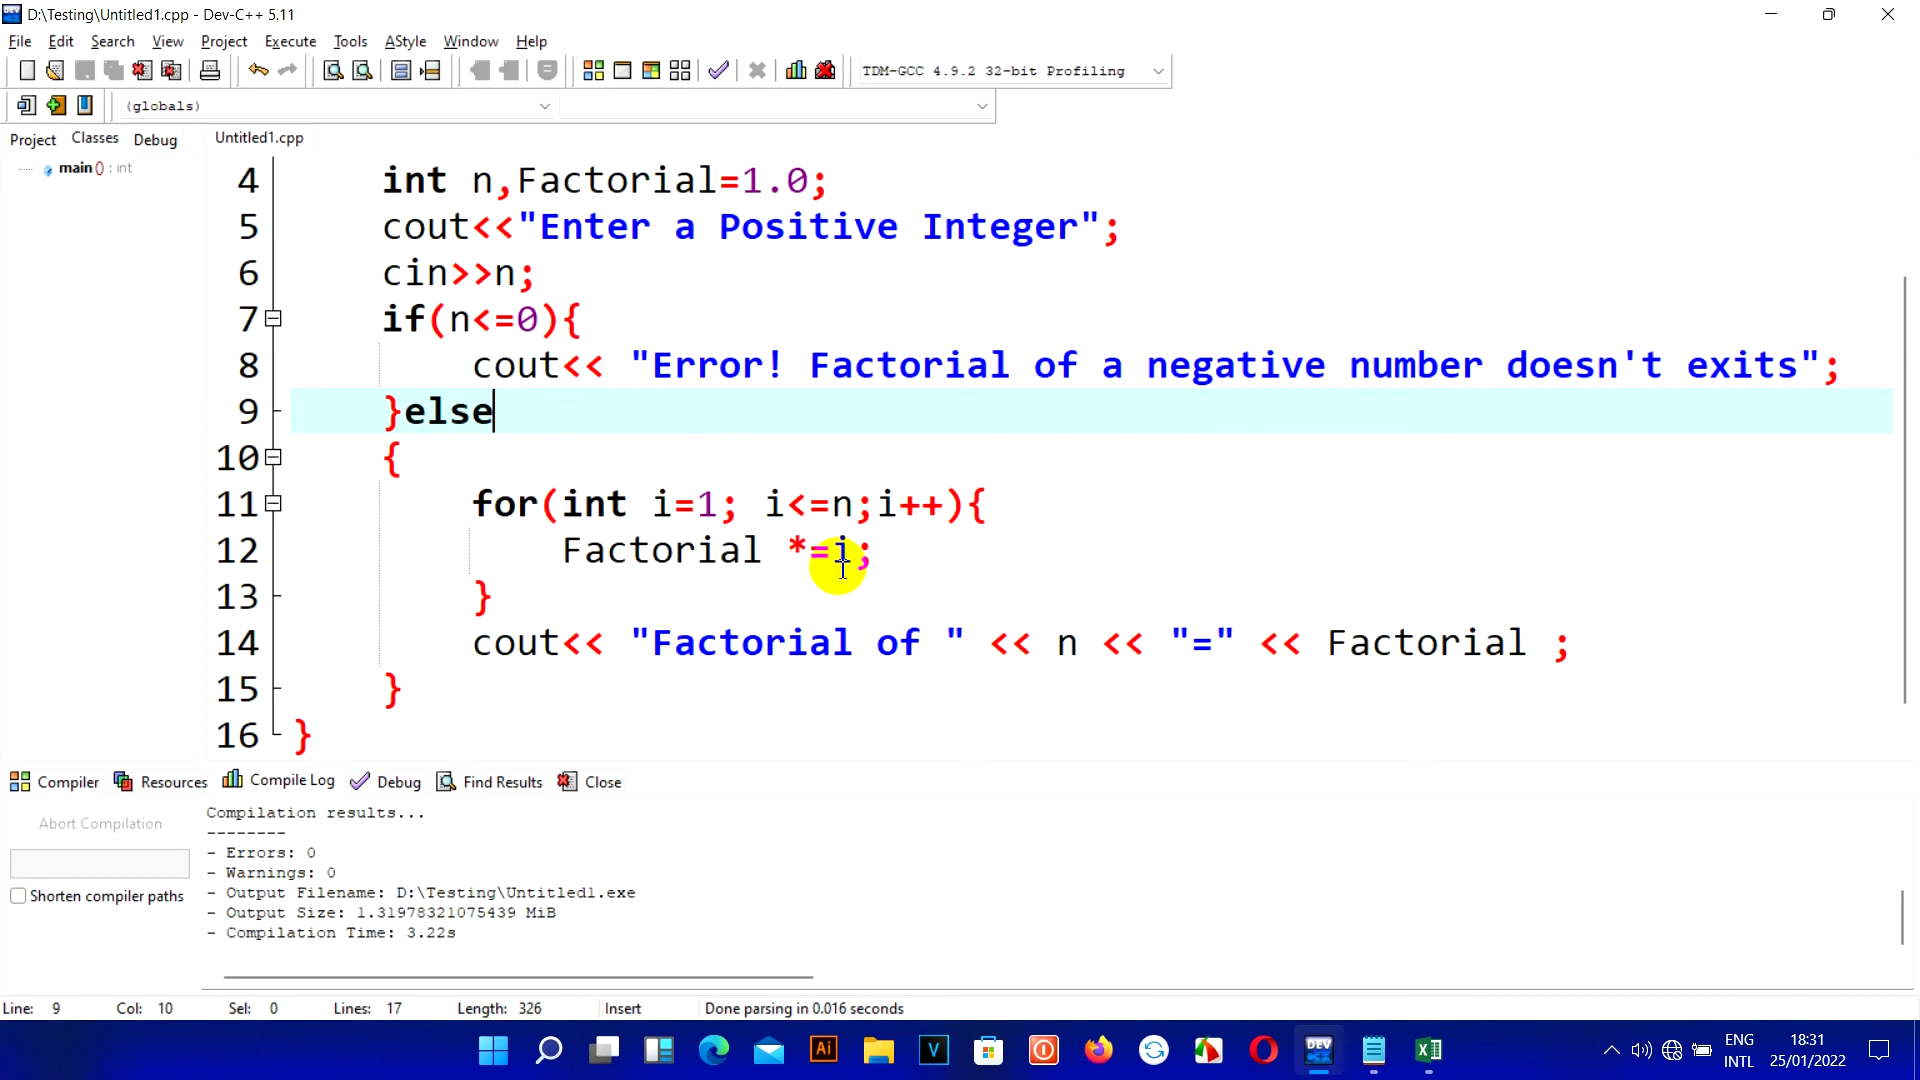 D:\Testing\Untitled1.cpp - Dev-C++ 5.11
File Edit Search View Project Execute Tools AStyle Window Help
TDM-GCC 4.9.2 32-bit Profiling
(globals)
Project Classes Debug
Untitled1.cpp
main() : int
4 int n,Factorial=1.0;
5 cout<<"Enter a Positive Integer";
6 cin>>n;
7 if(n<=0){
8 cout<< "Error! Factorial of a negative number doesn't exits";
9 }else
10 {
11 for(int i=1; i<=n;i++){
12 Factorial *=i;
13 }
14 cout<< "Factorial of " << n << "=" << Factorial ;
15 }
16 }
Compiler Resources Compile Log Debug Find Results Close
Abort Compilation
Shorten compiler paths
Compilation results...
--------
- Errors: 0
- Warnings: 0
- Output Filename: D:\Testing\Untitled1.exe
- Output Size: 1.31978321075439 MiB
- Compilation Time: 3.22s
Line: 9 Col: 10 Sel: 0 Lines: 17 Length: 326 Insert Done parsing in 0.016 seconds
Ai
V
DEV
C++
ENG
INTL
18:31
25/01/2022